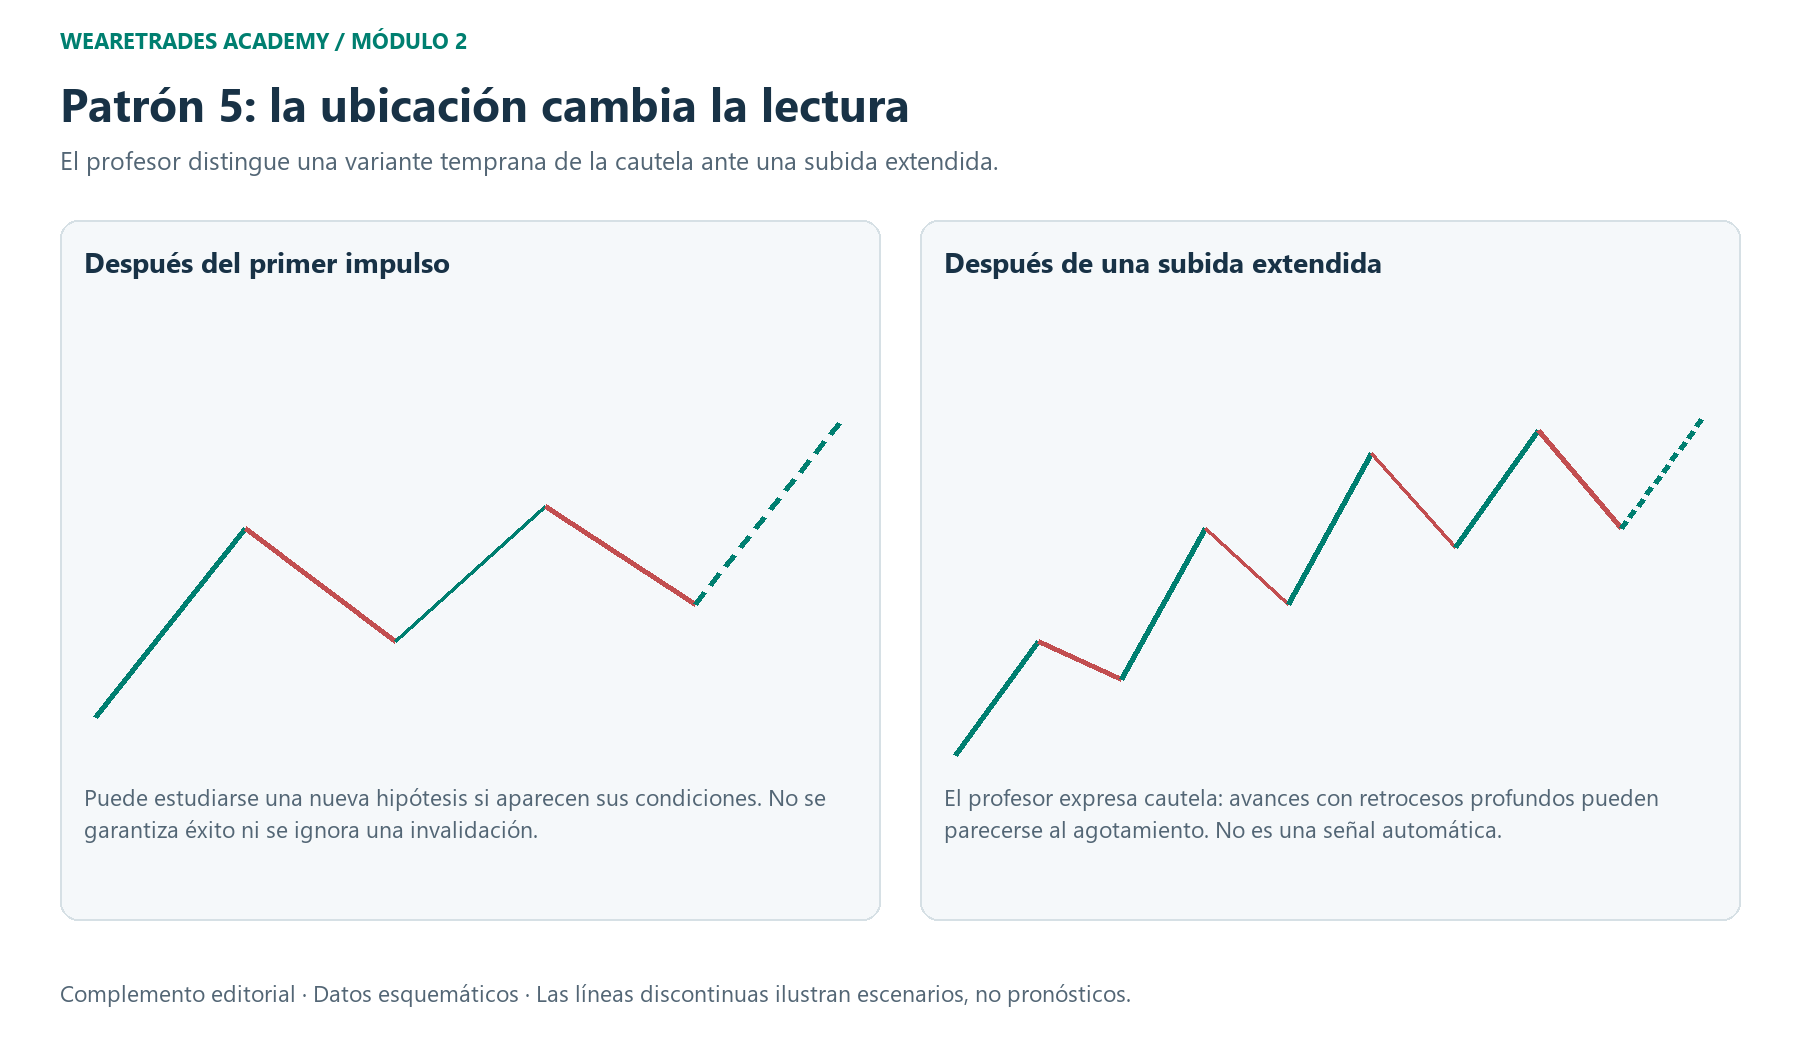 WEARETRADES ACADEMY / MÓDULO 2
Patrón 5: la ubicación cambia la lectura
El profesor distingue una variante temprana de la cautela ante una subida extendida.
Después del primer impulso
Puede estudiarse una nueva hipótesis si aparecen sus condiciones. No se
garantiza éxito ni se ignora una invalidación.
Después de una subida extendida
El profesor expresa cautela: avances con retrocesos profundos pueden
parecerse al agotamiento. No es una señal automática.
Complemento editorial · Datos esquemáticos · Las líneas discontinuas ilustran escenarios, no pronósticos.